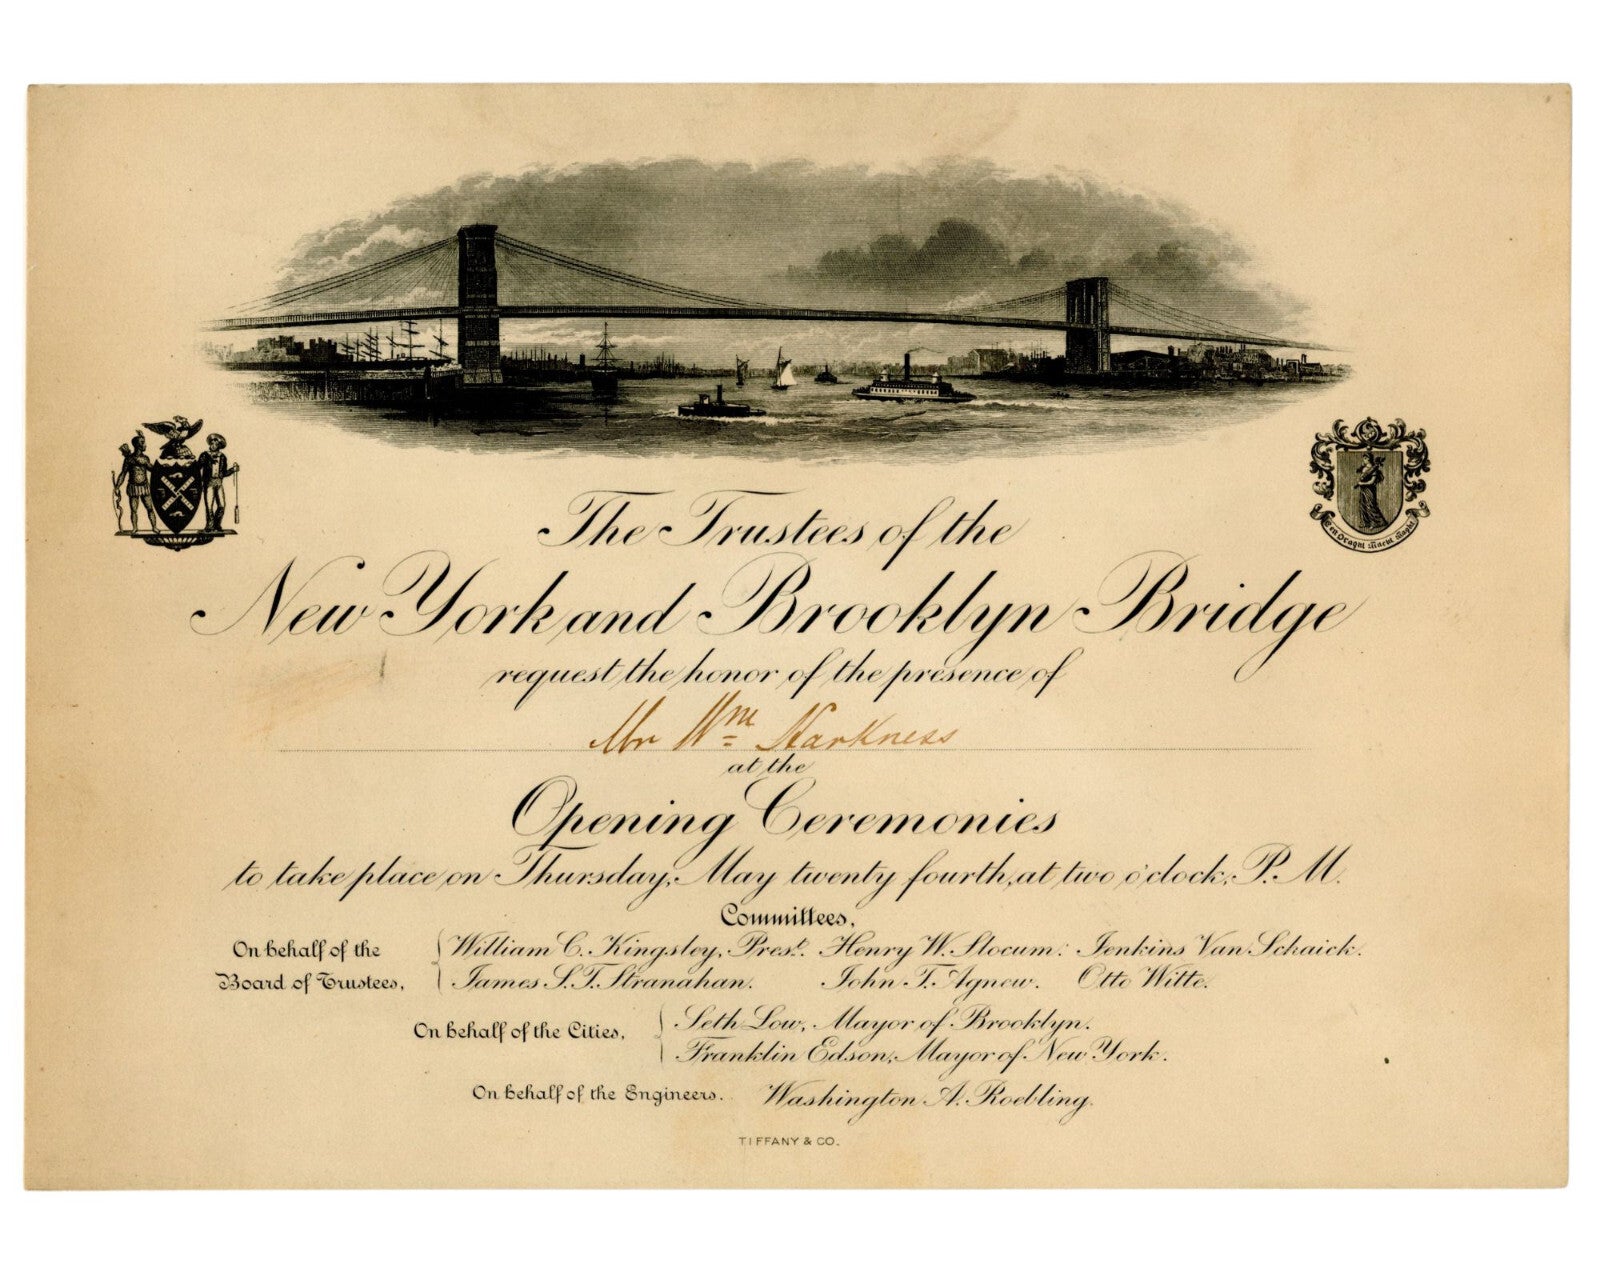 The Trustees of the
New York and Brooklyn Bridge
request the honor of the presence of
Mr Wm Harkness
at the
Opening Ceremonies
to take place on Thursday, May twenty fourth, at two o'clock, P. M.
Committees,
On behalf of the Board of Trustees, William C. Kingsley, Prest. Henry W. Slocum: Jenkins Van Schaick.
James S. T. Stranahan. John T. Agnew. Otto Witte.
On behalf of the Cities, Seth Low, Mayor of Brooklyn.
Franklin Edson, Mayor of New York.
On behalf of the Engineers. Washington A. Roebling.
TIFFANY & CO.
Een Draght Maekt Maght